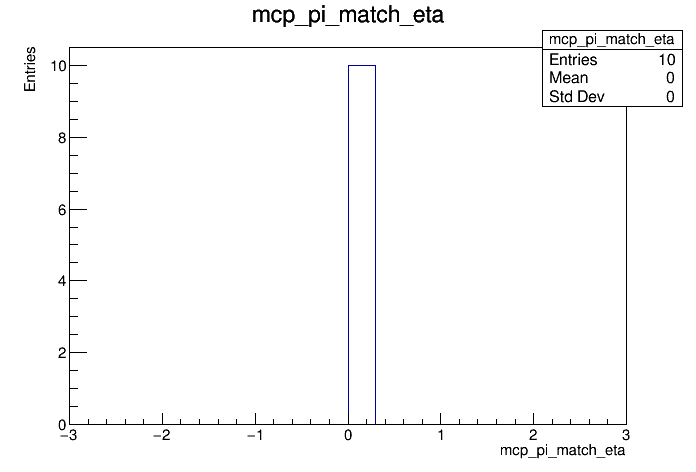 mcp_pi_match_eta
mcp_pi_match_eta
Entries 10
Mean 0
Std Dev 0
Entries
10
8
6
4
2
0
−3 −2 −1 0 1 2 3
mcp_pi_match_eta